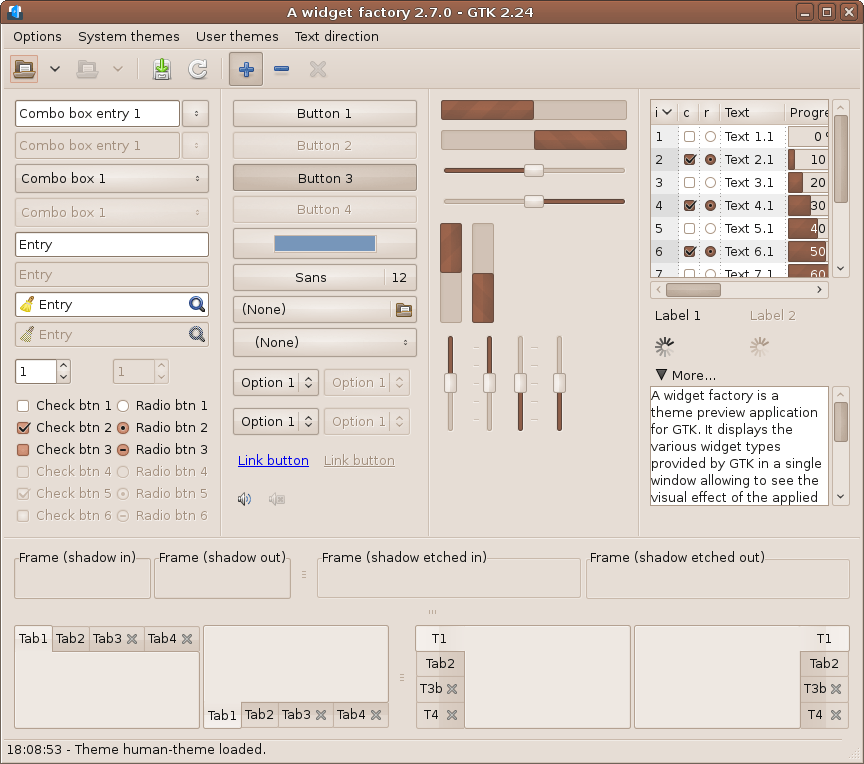 A widget factory 2.7.0 - GTK 2.24
Options System themes User themes Text direction
Combo box entry 1
Combo box entry 1
Combo box 1
Combo box 1
Entry
Entry
Entry
Entry
1 1
Check btn 1 Radio btn 1
Check btn 2 Radio btn 2
Check btn 3 Radio btn 3
Check btn 4 Radio btn 4
Check btn 5 Radio btn 5
Check btn 6 Radio btn 6
Button 1
Button 2
Button 3
Button 4
Sans 12
(None)
(None)
Option 1 Option 1
Option 1 Option 1
Link button Link button
i c r Text Progre
1 Text 1.1 0 %
2 Text 2.1 10
3 Text 3.1 20
4 Text 4.1 30
5 Text 5.1 40
6 Text 6.1 50
7 Text 7.1 60
Label 1 Label 2
More...
A widget factory is a
theme preview application
for GTK. It displays the
various widget types
provided by GTK in a single
window allowing to see the
visual effect of the applied
Frame (shadow in) Frame (shadow out) Frame (shadow etched in) Frame (shadow etched out)
Tab1 Tab2 Tab3 Tab4
Tab1 Tab2 Tab3 Tab4
T1
Tab2
T3b
T4
T1
Tab2
T3b
T4
18:08:53 - Theme human-theme loaded.